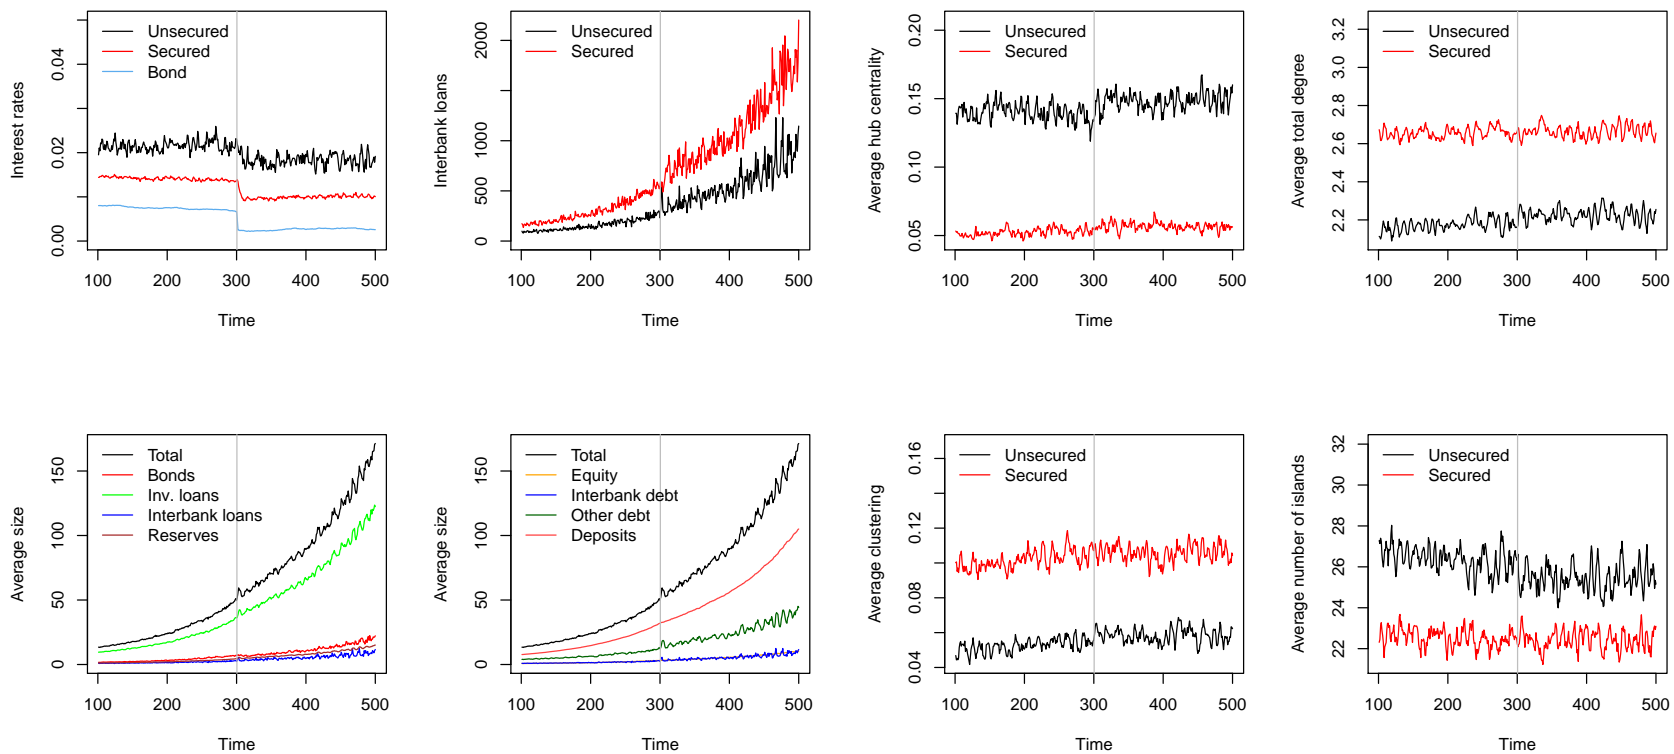 Interest rates
0.00
0.02
0.04
Unsecured
Secured
Bond
100 200 300 400 500
Time
Interbank loans
0
500
1000
2000
Unsecured
Secured
100 200 300 400 500
Time
Average hub centrality
0.05
0.10
0.15
0.20
Unsecured
Secured
100 200 300 400 500
Time
Average total degree
2.2
2.4
2.6
2.8
3.0
3.2
Unsecured
Secured
100 200 300 400 500
Time
Average size
0
50
100
150
Total
Bonds
Inv. loans
Interbank loans
Reserves
100 200 300 400 500
Time
Average size
0
50
100
150
Total
Equity
Interbank debt
Other debt
Deposits
100 200 300 400 500
Time
Average clustering
0.04
0.08
0.12
0.16
Unsecured
Secured
100 200 300 400 500
Time
Average number of islands
22
24
26
28
30
32
Unsecured
Secured
100 200 300 400 500
Time